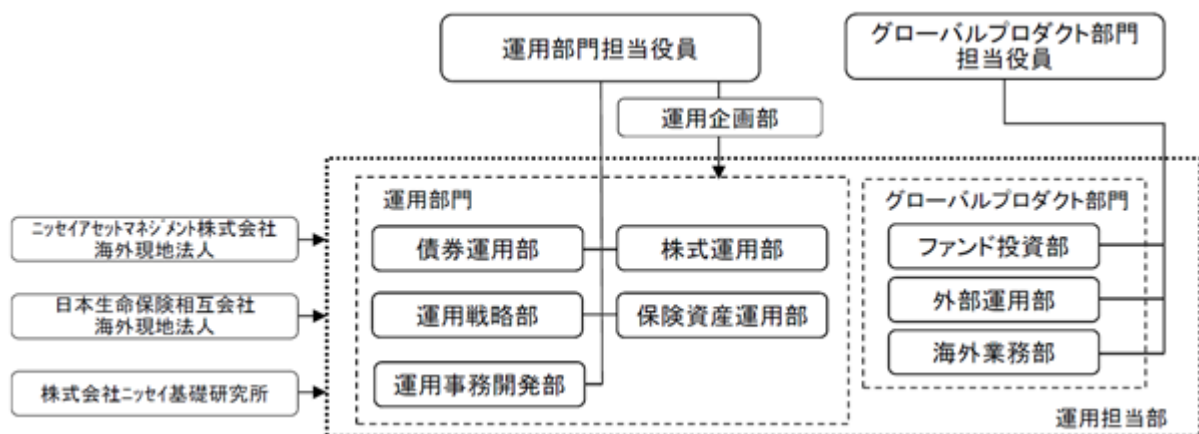 運用部門担当役員
グローバルプロダクト部門
担当役員
運用企画部
運用部門
グローバルプロダクト部門
ニッセイアセットマネジメント株式会社
海外現地法人
債券運用部
株式運用部
ファンド投資部
日本生命保険相互会社
海外現地法人
運用戦略部
保険資産運用部
外部運用部
海外業務部
株式会社ニッセイ基礎研究所
運用事務開発部
運用担当部